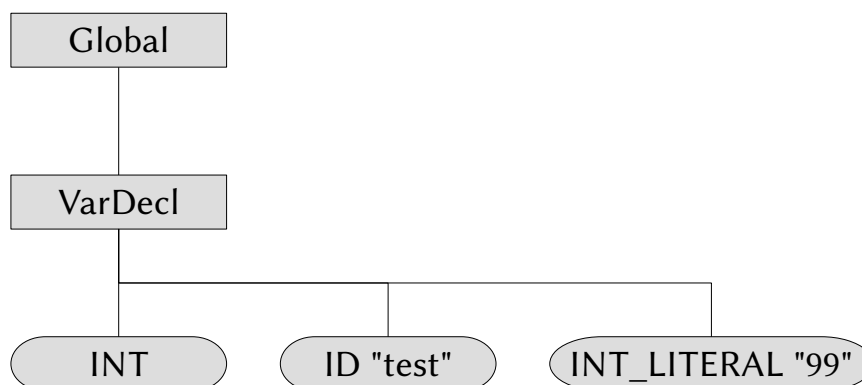 Global
VarDecl
INT
ID "test"
INT_LITERAL "99"